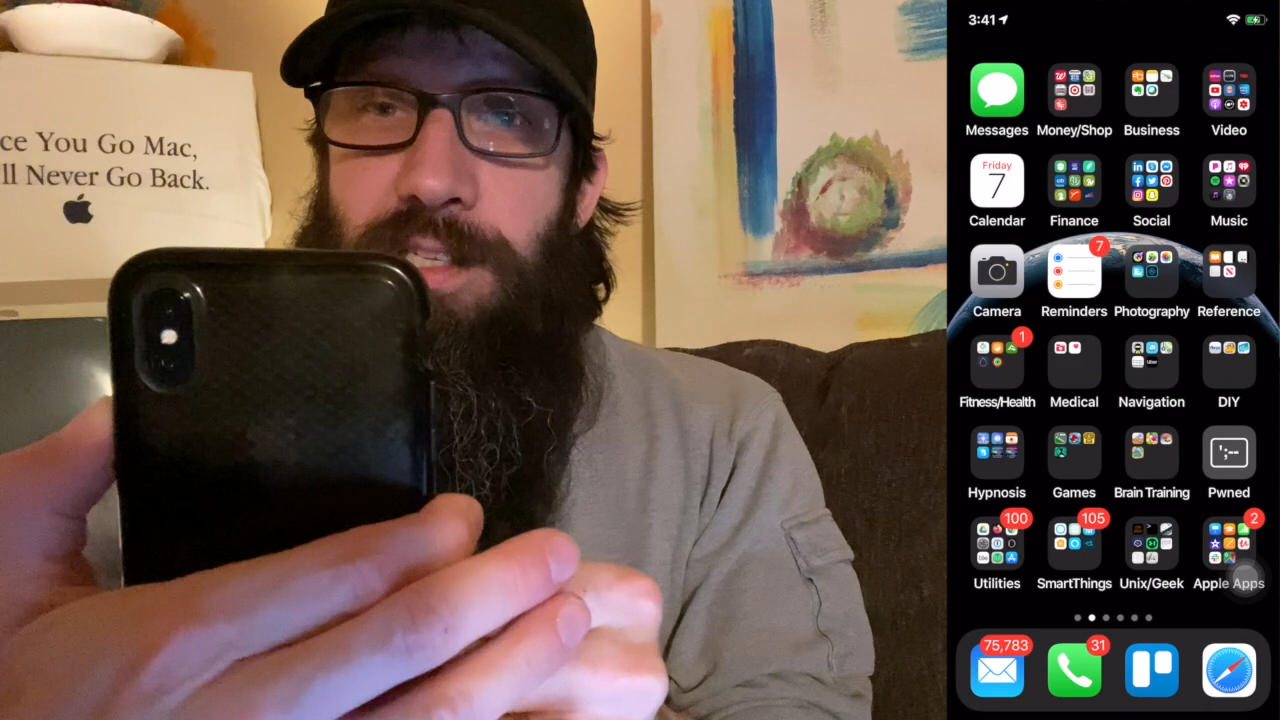 ce You Go Mac,
ll Never Go Back.
3:41
Messages
Money/Shop
Business
Video
Friday
7
Calendar
Finance
Social
Music
Camera
7
Reminders
Photography
Reference
1
Fitness/Health
Medical
Navigation
DIY
Hypnosis
Games
Brain Training
';--
Pwned
100
Utilities
105
SmartThings
Unix/Geek
2
Apple Apps
75,783
31